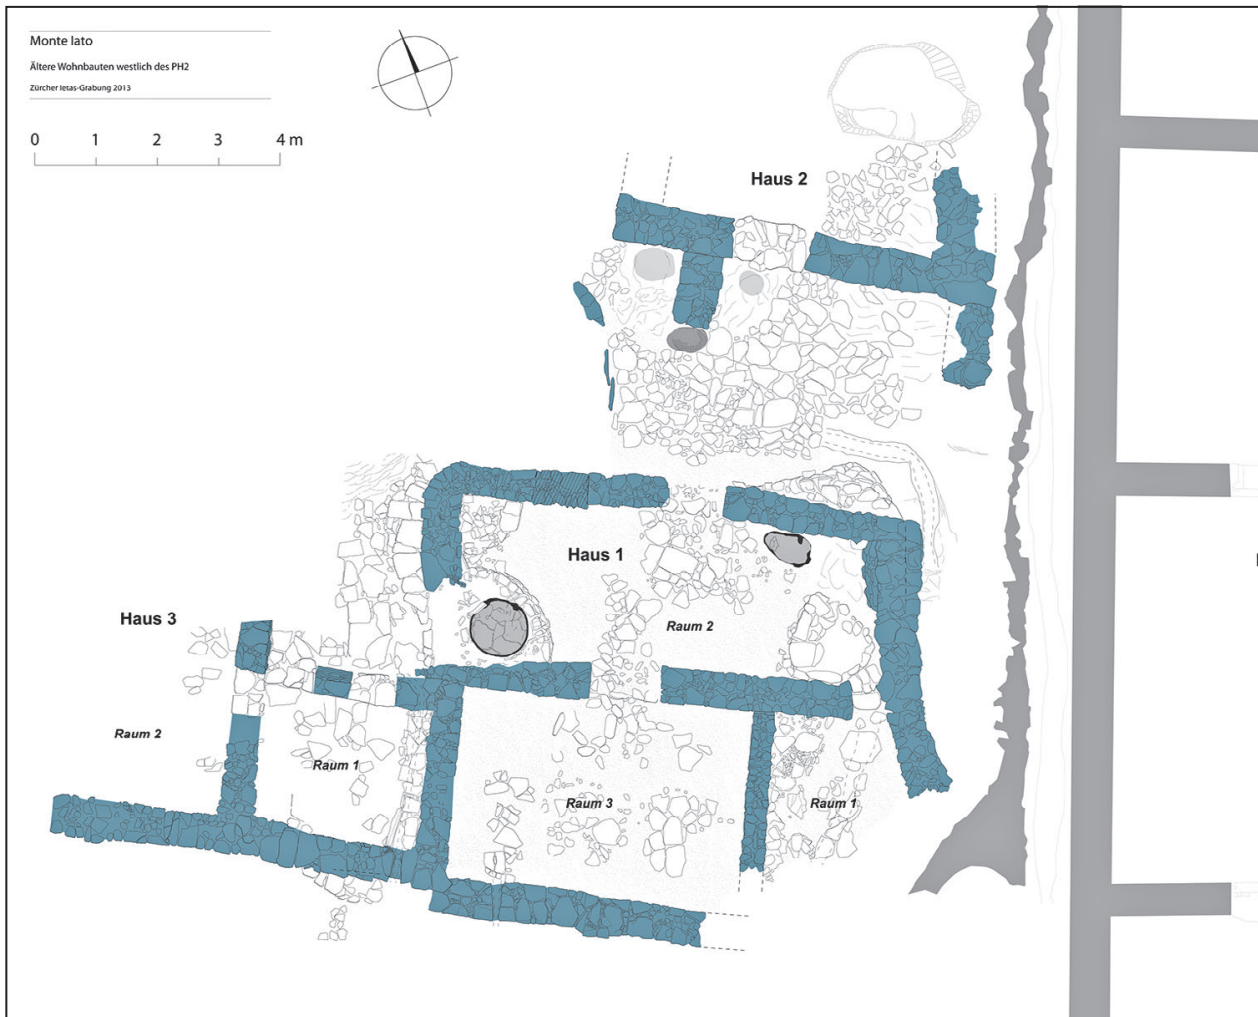 Monte Iato
Ältere Wohnbauten westlich des PH2
Zürcher Ietas-Grabung 2013
0 1 2 3 4 m
Haus 2
Haus 1
Haus 3
Raum 2
Raum 2
Raum 1
Raum 3
Raum 1